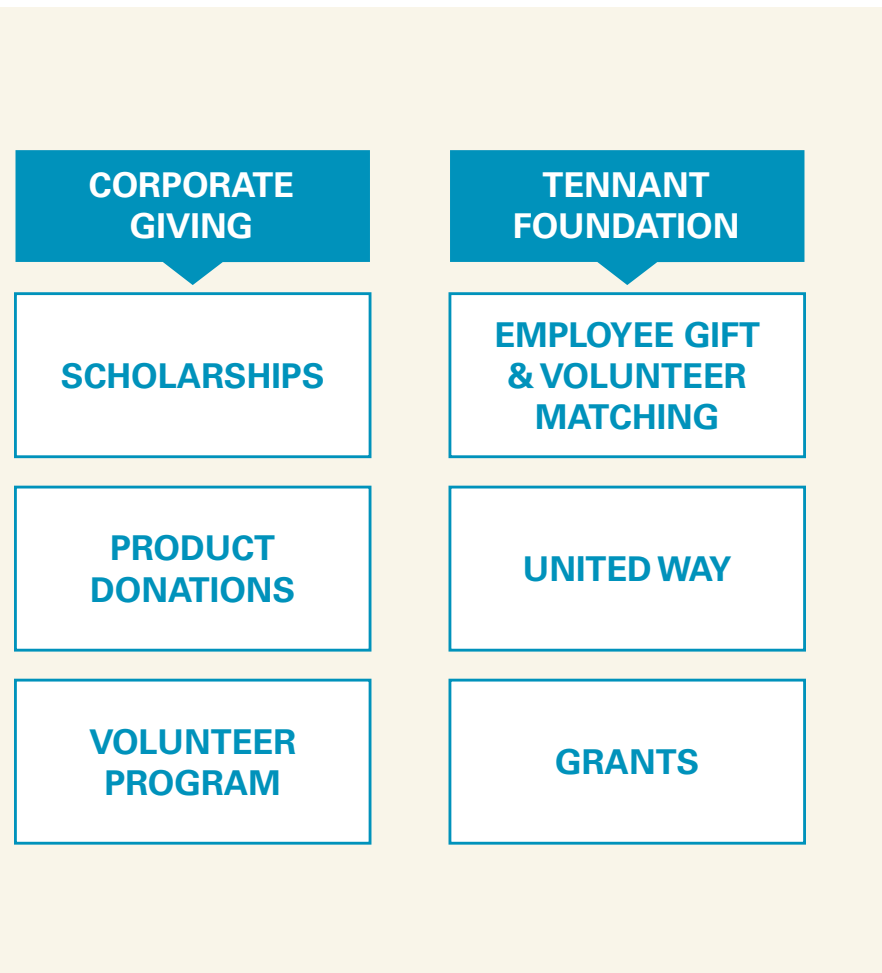 CORPORATE
GIVING
SCHOLARSHIPS
PRODUCT
DONATIONS
VOLUNTEER
PROGRAM
TENNANT
FOUNDATION
EMPLOYEE GIFT
& VOLUNTEER
MATCHING
UNITED WAY
GRANTS